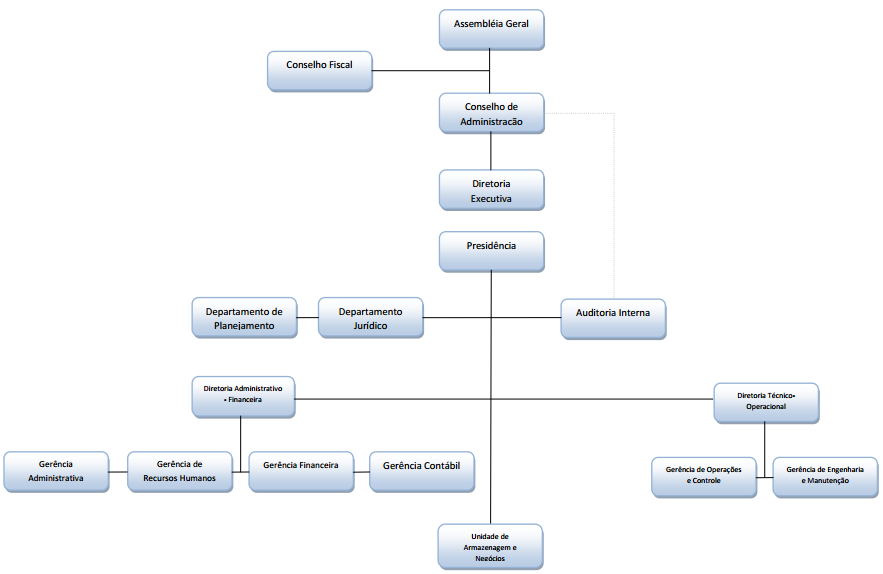 Assembléia Geral
Conselho Fiscal
Conselho de
Administracão
Diretoria
Executiva
Presidência
Departamento de
Planejamento
Departamento
Jurídico
Auditoria Interna
Diretoria Administrativo
- Financeira
Diretoria Técnico-
Operacional
Gerência
Administrativa
Gerência de
Recursos Humanos
Gerência Financeira
Gerência Contábil
Gerência de Operações
e Controle
Gerência de Engenharia
e Manutenção
Unidade de
Armazenagem e
Negócios